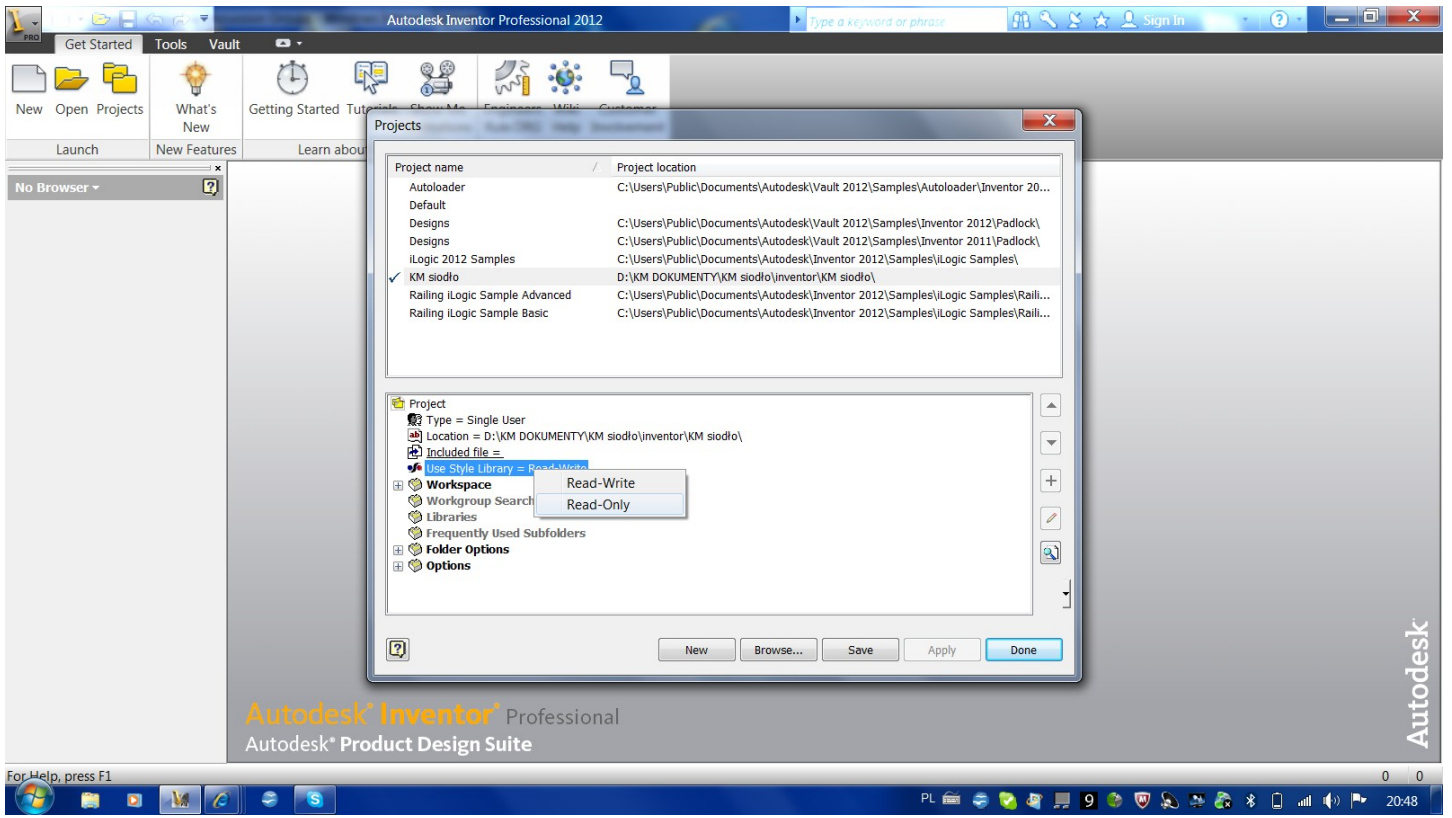 Autodesk Inventor Professional 2012
Type a keyword or phrase
Sign In
PRO
Get Started Tools Vault
New Open Projects
What's New
Getting Started
Launch
New Features
Learn about
No Browser
Projects
Project name Project location
Autoloader C:\Users\Public\Documents\Autodesk\Vault 2012\Samples\Autoloader\Inventor 20...
Default
Designs C:\Users\Public\Documents\Autodesk\Vault 2012\Samples\Inventor 2012\Padlock\
Designs C:\Users\Public\Documents\Autodesk\Vault 2012\Samples\Inventor 2011\Padlock\
iLogic 2012 Samples C:\Users\Public\Documents\Autodesk\Inventor 2012\Samples\iLogic Samples\
KM siodło D:\KM DOKUMENTY\KM siodło\inventor\KM siodło\
Railing iLogic Sample Advanced C:\Users\Public\Documents\Autodesk\Inventor 2012\Samples\iLogic Samples\Raili...
Railing iLogic Sample Basic C:\Users\Public\Documents\Autodesk\Inventor 2012\Samples\iLogic Samples\Raili...
Project
Type = Single User
Location = D:\KM DOKUMENTY\KM siodło\inventor\KM siodło\
Included file =
Use Style Library = Read-Write
Workspace
Workgroup Search
Libraries
Frequently Used Subfolders
Folder Options
Options
Read-Write
Read-Only
New Browse... Save Apply Done
Autodesk® Inventor® Professional
Autodesk® Product Design Suite
Autodesk
For Help, press F1
0 0
PL
9
20:48